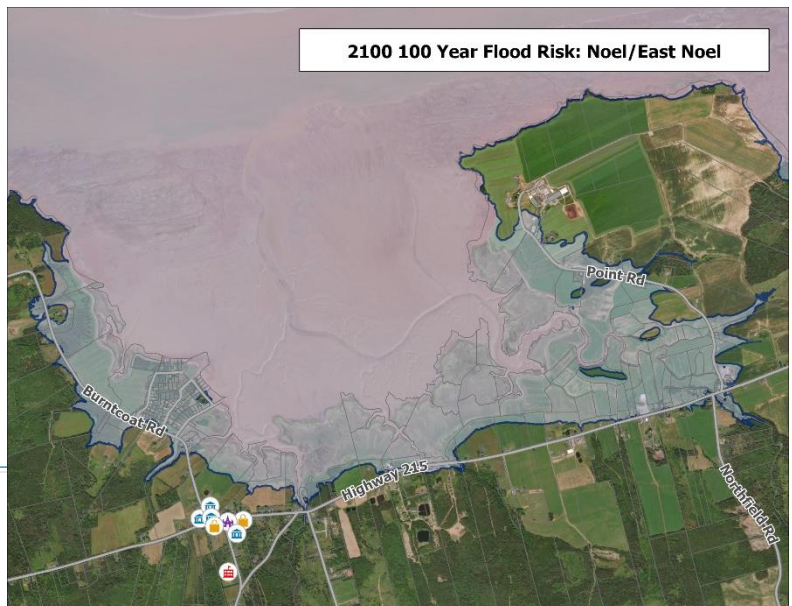 2100 100 Year Flood Risk: Noel/East Noel
Point Rd
Burntcoat Rd
Highway 215
Northfield Rd